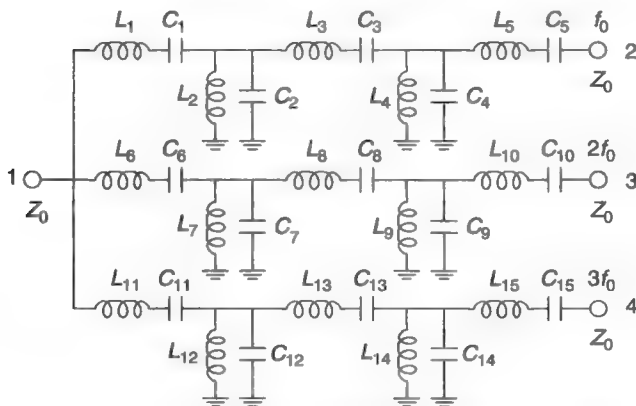 L1 C1 L3 C3 L5 C5 f0
2
L2 C2 L4 C4 Z0
L6 C6 L8 C8 L10 C10 2f0
1 3
Z0 L7 C7 L9 C9 Z0
L11 C11 L13 C13 L15 C15 3f0
4
L12 C12 L14 C14 Z0